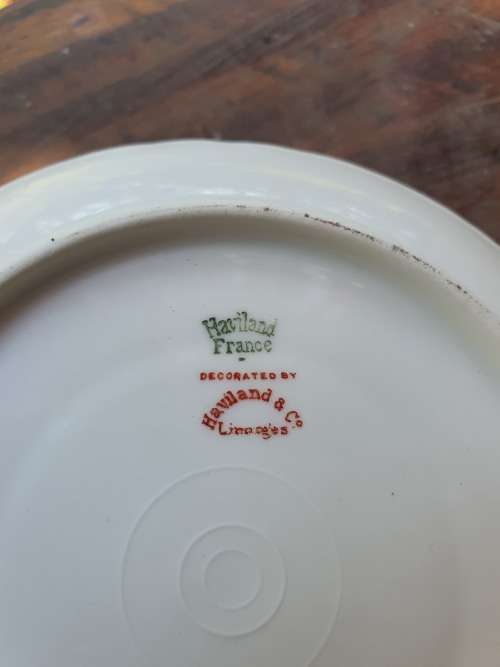 Haviland
France
DECORATED BY
Haviland & Co
Limoges